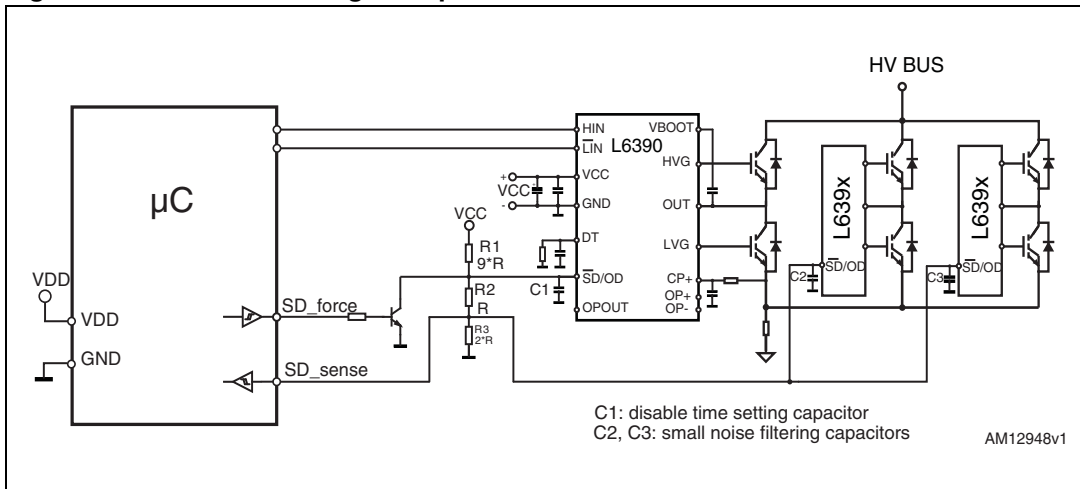 HV BUS
HIN
VBOOT
LIN
L6390
HVG
µC
VCC
+
VCC
-
GND
OUT
VCC
DT
LVG
R1
9*R
L639x
L639x
SD/OD
CP+
C2
SD/OD
C3
SD/OD
C1
R2
R
OP+
OP-
OPOUT
VDD
VDD
SD_force
R3
2*R
GND
SD_sense
C1: disable time setting capacitor
C2, C3: small noise filtering capacitors
AM12948v1